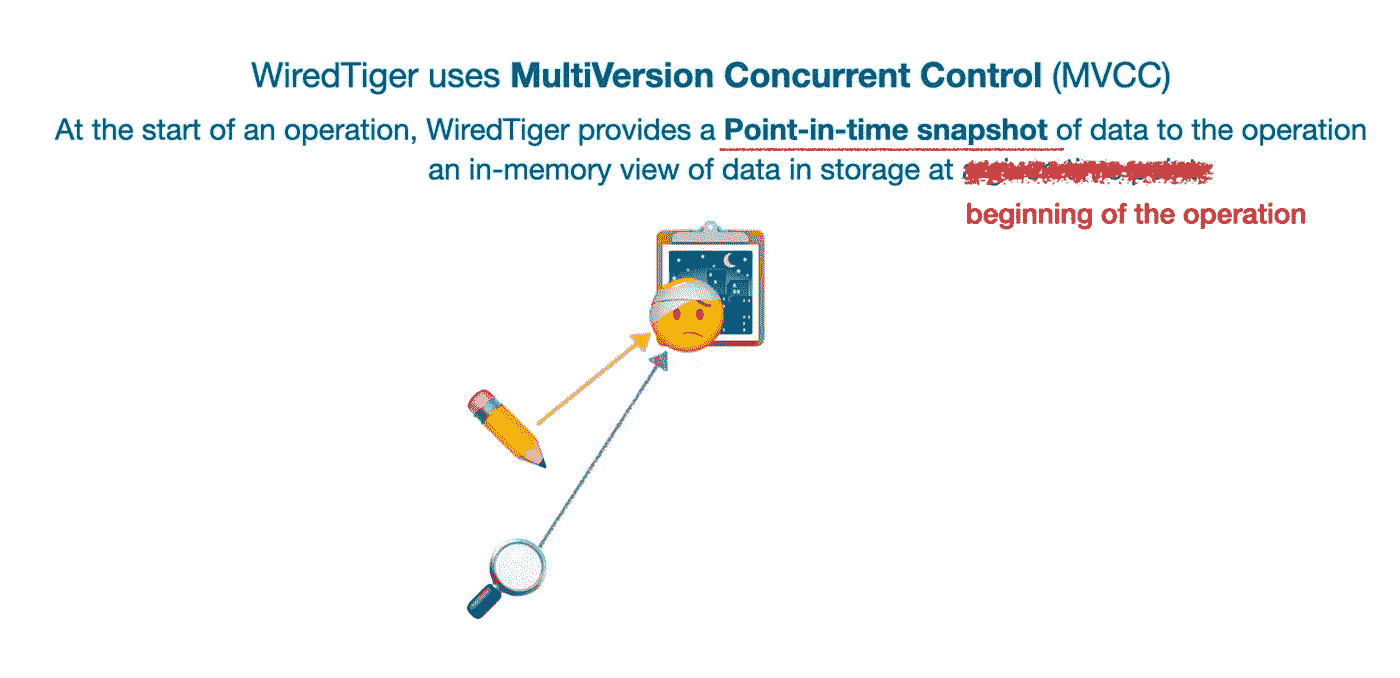 WiredTiger uses MultiVersion Concurrent Control (MVCC)
At the start of an operation, WiredTiger provides a Point-in-time snapshot of data to the operation
an in-memory view of data in storage at
beginning of the operation